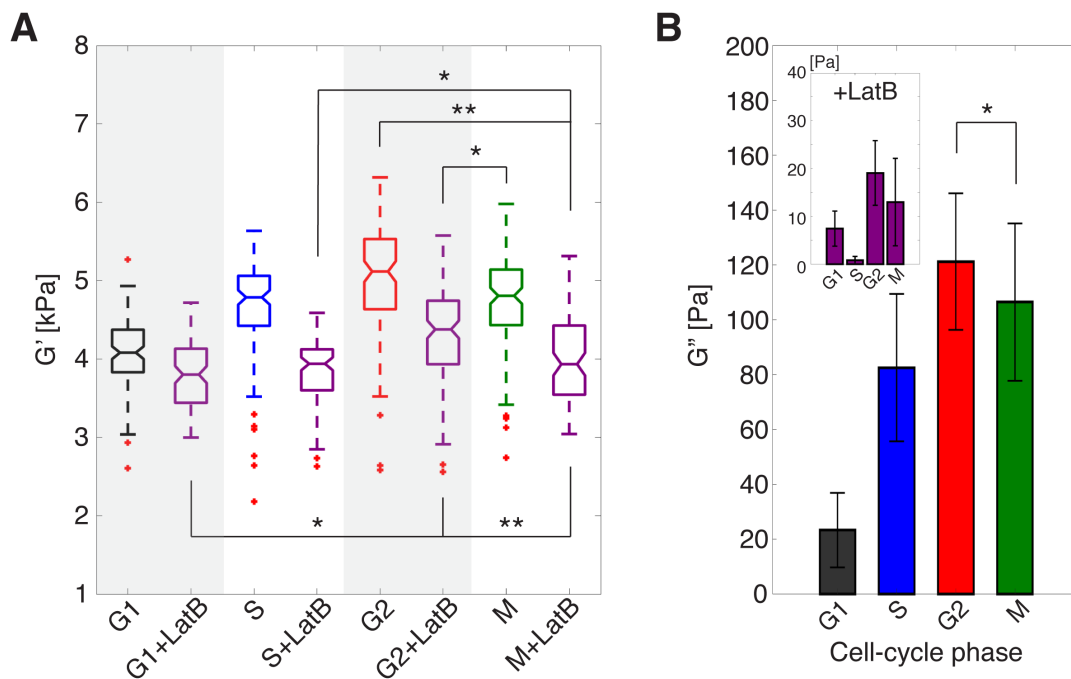 A
8
7
6
5
4
3
2
1
G' [kPa]
*
**
*
*
**
G1
G1+LatB
S
S+LatB
G2
G2+LatB
M
M+LatB
B
200
180
160
140
120
100
80
60
40
20
0
G" [Pa]
[Pa]
40
30
20
10
0
+LatB
G1
S
G2
M
*
G1
S
G2
M
Cell-cycle phase